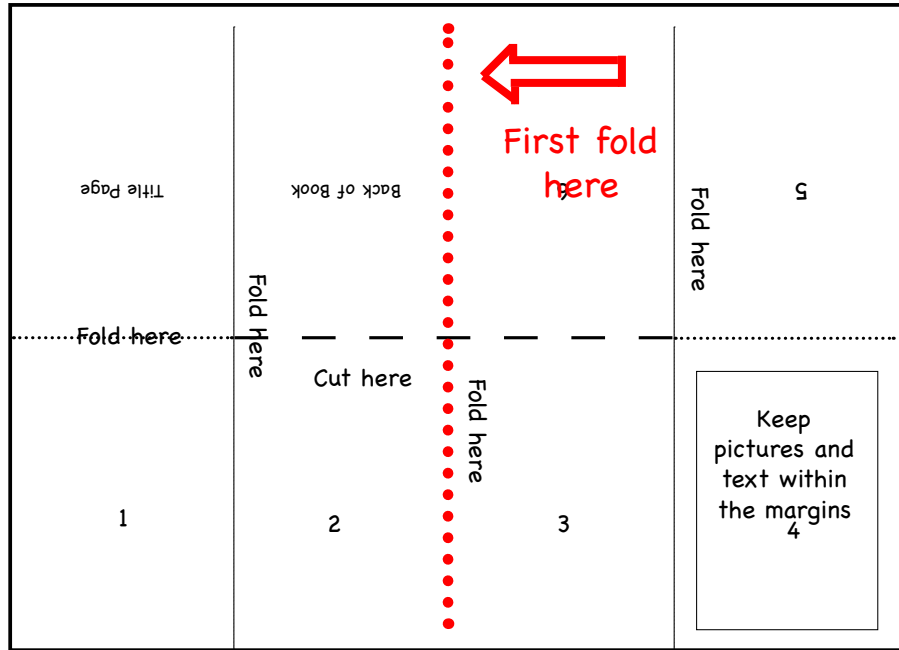 First fold
here
Title Page
Back of Book
6
5
Fold here
Fold here
Fold here
Cut here
Fold here
Keep
pictures and
text within
the margins
1
2
3
4